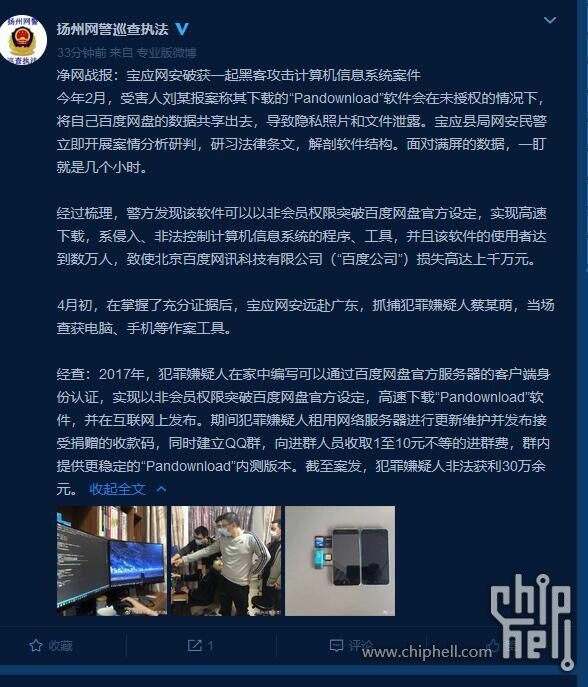 扬州网警
巡查执法
扬州网警巡查执法
33分钟前 来自 专业版微博
净网战报：宝应网安破获一起黑客攻击计算机信息系统案件
今年2月，受害人刘某报案称其下载的“Pandownload”软件会在未授权的情况下，
将自己百度网盘的数据共享出去，导致隐私照片和文件泄露。宝应县局网安民警
立即开展案情分析研判，研习法律条文，解剖软件结构。面对满屏的数据，一盯
就是几个小时。
经过梳理，警方发现该软件可以以非会员权限突破百度网盘官方设定，实现高速
下载，系侵入、非法控制计算机信息系统的程序、工具，并且该软件的使用者达
到数万人，致使北京百度网讯科技有限公司（“百度公司”）损失高达上千万元。
4月初，在掌握了充分证据后，宝应网安远赴广东，抓捕犯罪嫌疑人蔡某萌，当场
查获电脑、手机等作案工具。
经查：2017年，犯罪嫌疑人在家中编写可以通过百度网盘官方服务器的客户端身
份认证，实现以非会员权限突破百度网盘官方设定，高速下载“Pandownload”软
件，并在互联网上发布。期间犯罪嫌疑人租用网络服务器进行更新维护并发布接
受捐赠的收款码，同时建立QQ群，向进群人员收取1至10元不等的进群费，群内
提供更稳定的“Pandownload”内测版本。截至案发，犯罪嫌疑人非法获利30万余
元。 收起全文
收藏 1 评论
www.chiphell.com
chip
hell